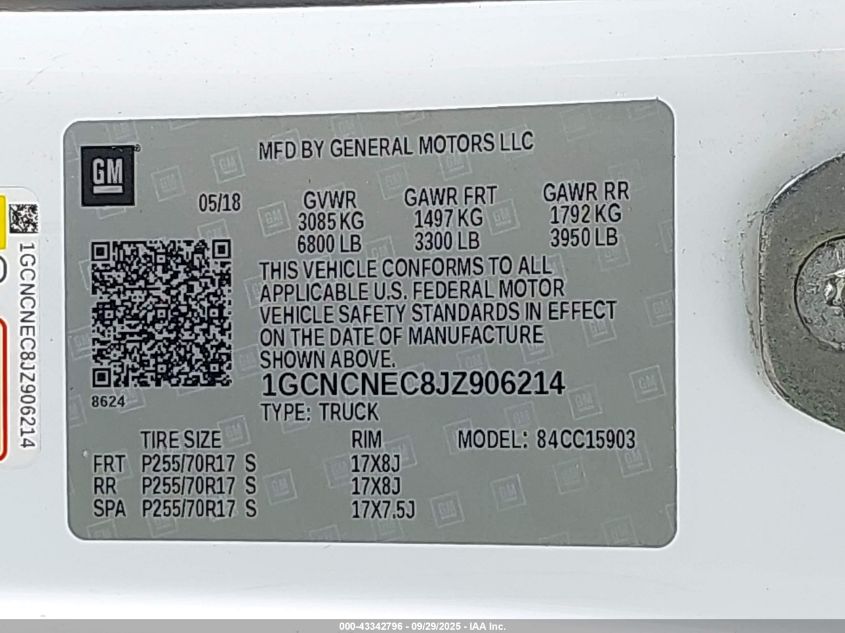 MFD BY GENERAL MOTORS LLC
GM
05/18
GVWR GAWR FRT GAWR RR
3085 KG 1497 KG 1792 KG
6800 LB 3300 LB 3950 LB
THIS VEHICLE CONFORMS TO ALL
APPLICABLE U.S. FEDERAL MOTOR
VEHICLE SAFETY STANDARDS IN EFFECT
ON THE DATE OF MANUFACTURE
SHOWN ABOVE.
1GCNCNEC8JZ906214
8624
TYPE: TRUCK
TIRE SIZE RIM MODEL: 84CC15903
FRT P255/70R17 S 17X8J
RR P255/70R17 S 17X8J
SPA P255/70R17 S 17X7.5J
1GCNCNEC8JZ906214
000-43342796 - 09/29/2025 - IAA Inc.